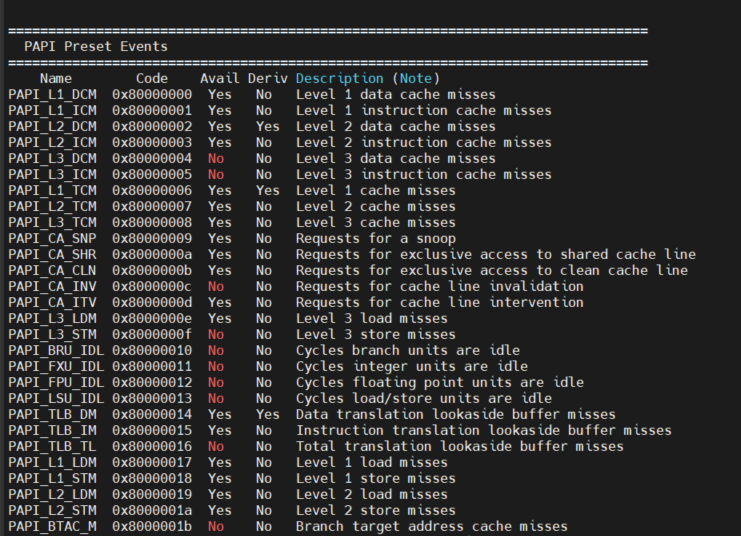 ================================================================================
PAPI Preset Events
================================================================================
Name Code Avail Deriv Description (Note)
PAPI_L1_DCM 0x80000000 Yes No Level 1 data cache misses
PAPI_L1_ICM 0x80000001 Yes No Level 1 instruction cache misses
PAPI_L2_DCM 0x80000002 Yes Yes Level 2 data cache misses
PAPI_L2_ICM 0x80000003 Yes No Level 2 instruction cache misses
PAPI_L3_DCM 0x80000004 No No Level 3 data cache misses
PAPI_L3_ICM 0x80000005 No No Level 3 instruction cache misses
PAPI_L1_TCM 0x80000006 Yes Yes Level 1 cache misses
PAPI_L2_TCM 0x80000007 Yes No Level 2 cache misses
PAPI_L3_TCM 0x80000008 Yes No Level 3 cache misses
PAPI_CA_SNP 0x80000009 Yes No Requests for a snoop
PAPI_CA_SHR 0x8000000a Yes No Requests for exclusive access to shared cache line
PAPI_CA_CLN 0x8000000b Yes No Requests for exclusive access to clean cache line
PAPI_CA_INV 0x8000000c No No Requests for cache line invalidation
PAPI_CA_ITV 0x8000000d Yes No Requests for cache line intervention
PAPI_L3_LDM 0x8000000e Yes No Level 3 load misses
PAPI_L3_STM 0x8000000f No No Level 3 store misses
PAPI_BRU_IDL 0x80000010 No No Cycles branch units are idle
PAPI_FXU_IDL 0x80000011 No No Cycles integer units are idle
PAPI_FPU_IDL 0x80000012 No No Cycles floating point units are idle
PAPI_LSU_IDL 0x80000013 No No Cycles load/store units are idle
PAPI_TLB_DM 0x80000014 Yes Yes Data translation lookaside buffer misses
PAPI_TLB_IM 0x80000015 Yes No Instruction translation lookaside buffer misses
PAPI_TLB_TL 0x80000016 No No Total translation lookaside buffer misses
PAPI_L1_LDM 0x80000017 Yes No Level 1 load misses
PAPI_L1_STM 0x80000018 Yes No Level 1 store misses
PAPI_L2_LDM 0x80000019 Yes No Level 2 load misses
PAPI_L2_STM 0x8000001a Yes No Level 2 store misses
PAPI_BTAC_M 0x8000001b No No Branch target address cache misses